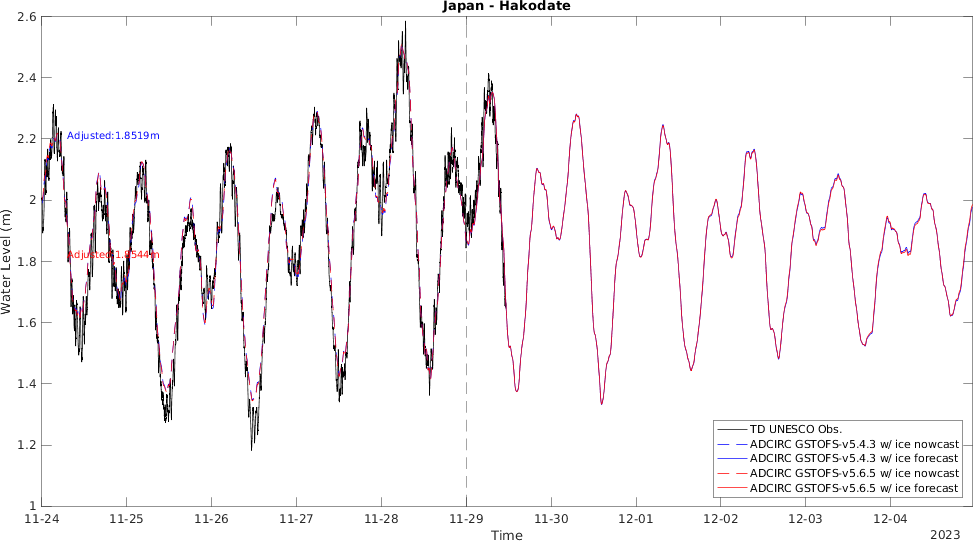 Japan - Hakodate
2.6
2.4
2.2
2
1.8
1.6
1.4
1.2
1
Water Level (m)
Adjusted:1.8519m
Adjusted:1.8544m
TD UNESCO Obs.
ADCIRC GSTOFS-v5.4.3 w/ ice nowcast
ADCIRC GSTOFS-v5.4.3 w/ ice forecast
ADCIRC GSTOFS-v5.6.5 w/ ice nowcast
ADCIRC GSTOFS-v5.6.5 w/ ice forecast
11-24 11-25 11-26 11-27 11-28 11-29 11-30 12-01 12-02 12-03 12-04
Time
2023